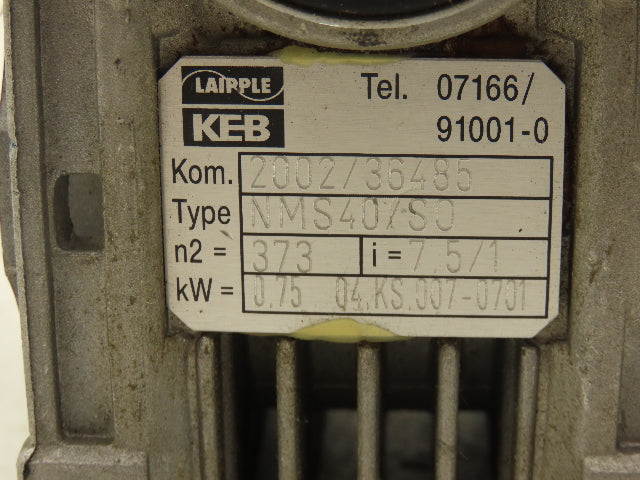 LAIPPLE Tel. 07166/
KEB 91001-0
Kom. 2002/36485
Type NMS40/SO
n2 = 373 i = 7,5/1
kW = 0.75 Q4.KS.007-0701